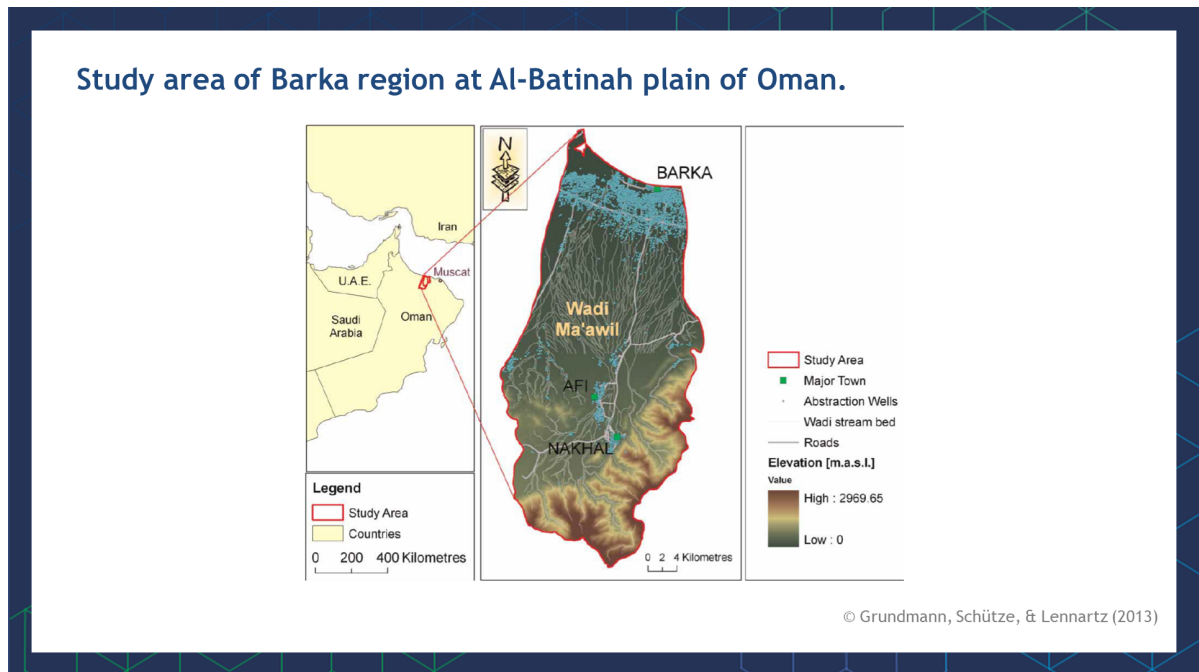 Study area of Barka region at Al-Batinah plain of Oman.
Iran
Muscat
U.A.E.
Oman
Saudi
Arabia
Legend
Study Area
Countries
0 200 400 Kilometres
N
BARKA
Wadi
Ma'awil
AFI
NAKHAL
0 2 4 Kilometres
Study Area
Major Town
Abstraction Wells
Wadi stream bed
Roads
Elevation [m.a.s.l.]
Value
High : 2969.65
Low : 0
© Grundmann, Schütze, & Lennartz (2013)